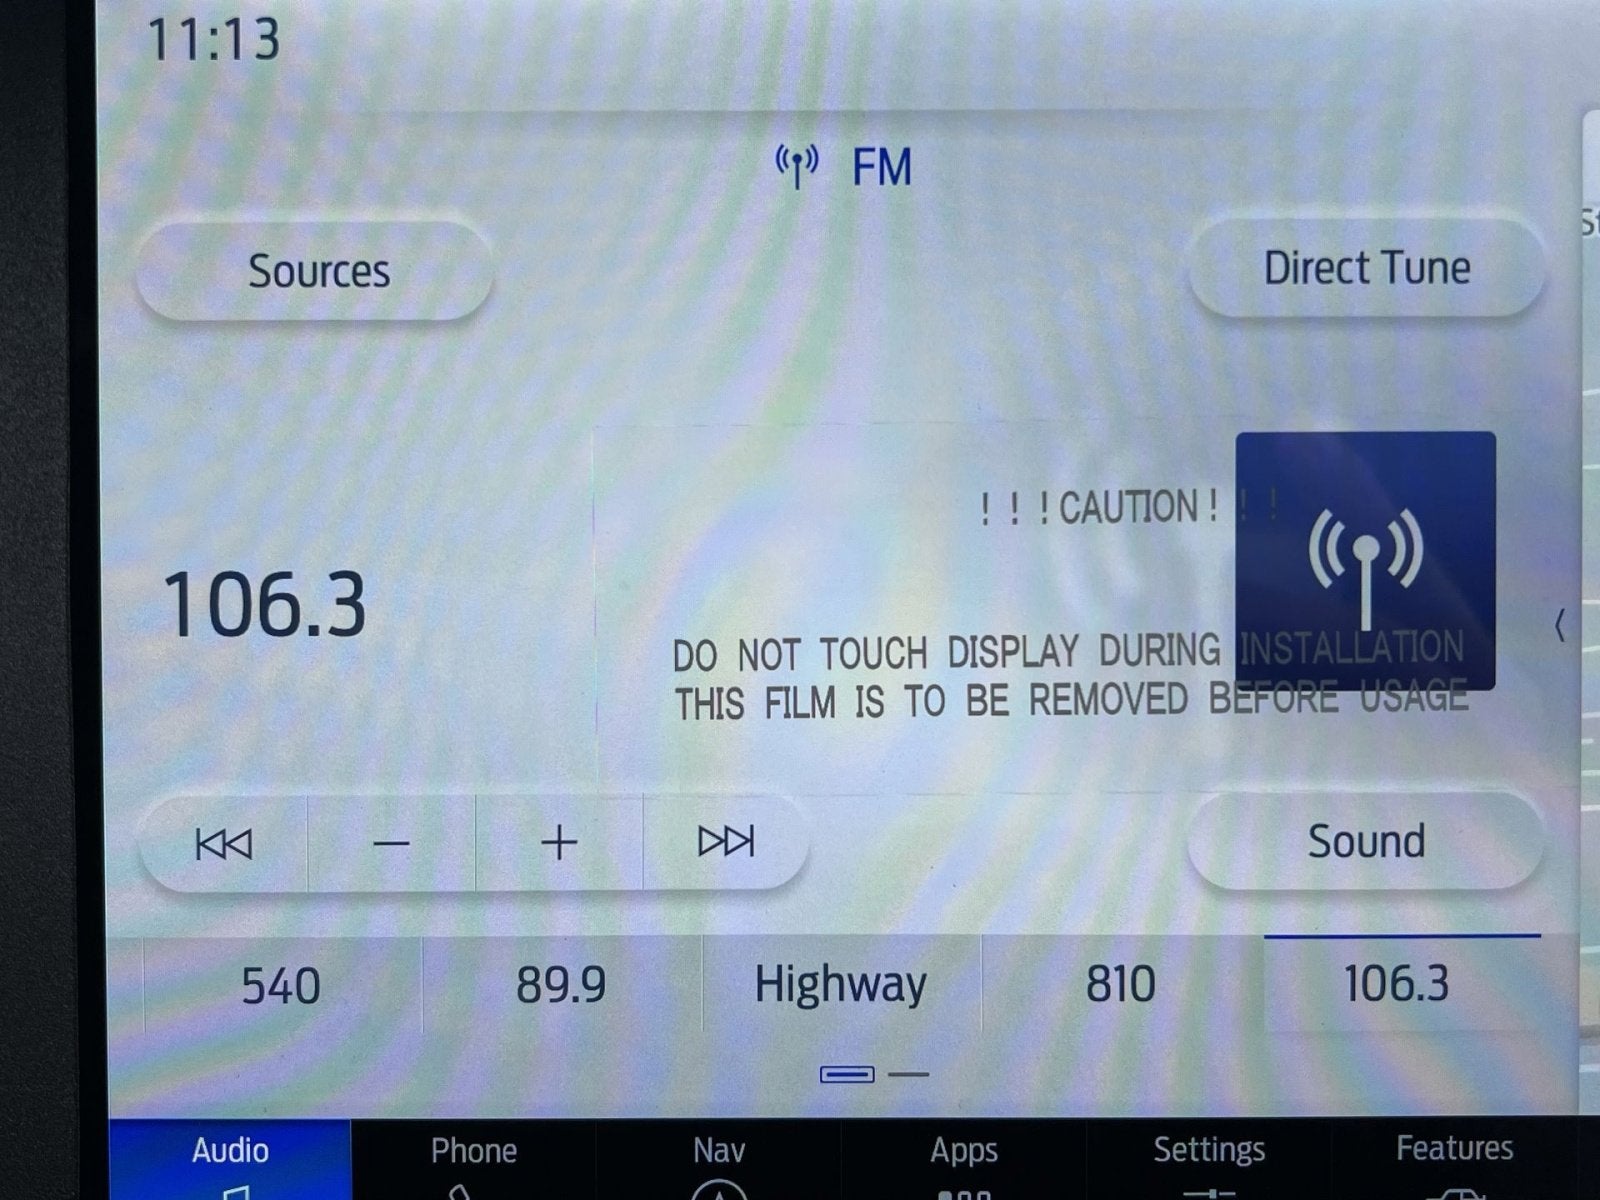 11:13
FM
Sources
Direct Tune
! ! ! CAUTION ! ! !
106.3
DO NOT TOUCH DISPLAY DURING INSTALLATION
THIS FILM IS TO BE REMOVED BEFORE USAGE
Sound
540
89.9
Highway
810
106.3
Audio
Phone
Nav
Apps
Settings
Features